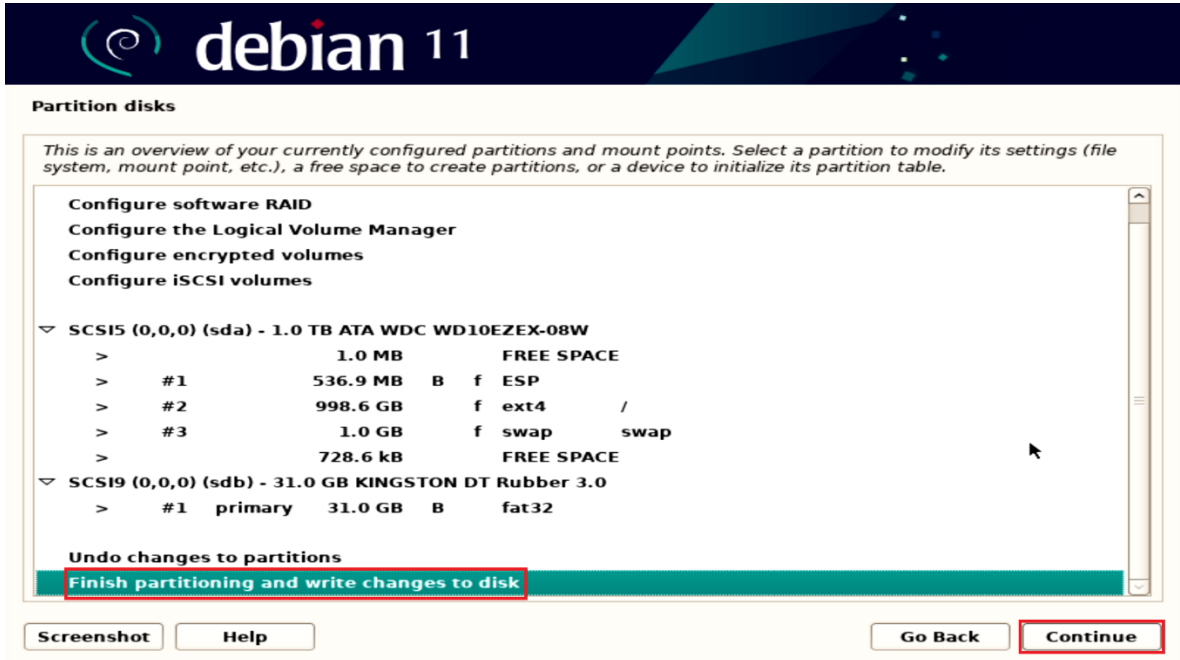 debian 11
Partition disks
This is an overview of your currently configured partitions and mount points. Select a partition to modify its settings (file
system, mount point, etc.), a free space to create partitions, or a device to initialize its partition table.
Configure software RAID
Configure the Logical Volume Manager
Configure encrypted volumes
Configure iSCSI volumes
SCSI5 (0,0,0) (sda) - 1.0 TB ATA WDC WD10EZEX-08W
> 1.0 MB FREE SPACE
> #1 536.9 MB B f ESP
> #2 998.6 GB f ext4 /
> #3 1.0 GB f swap swap
> 728.6 kB FREE SPACE
SCSI9 (0,0,0) (sdb) - 31.0 GB KINGSTON DT Rubber 3.0
> #1 primary 31.0 GB B fat32
Undo changes to partitions
Finish partitioning and write changes to disk
Screenshot Help Go Back Continue